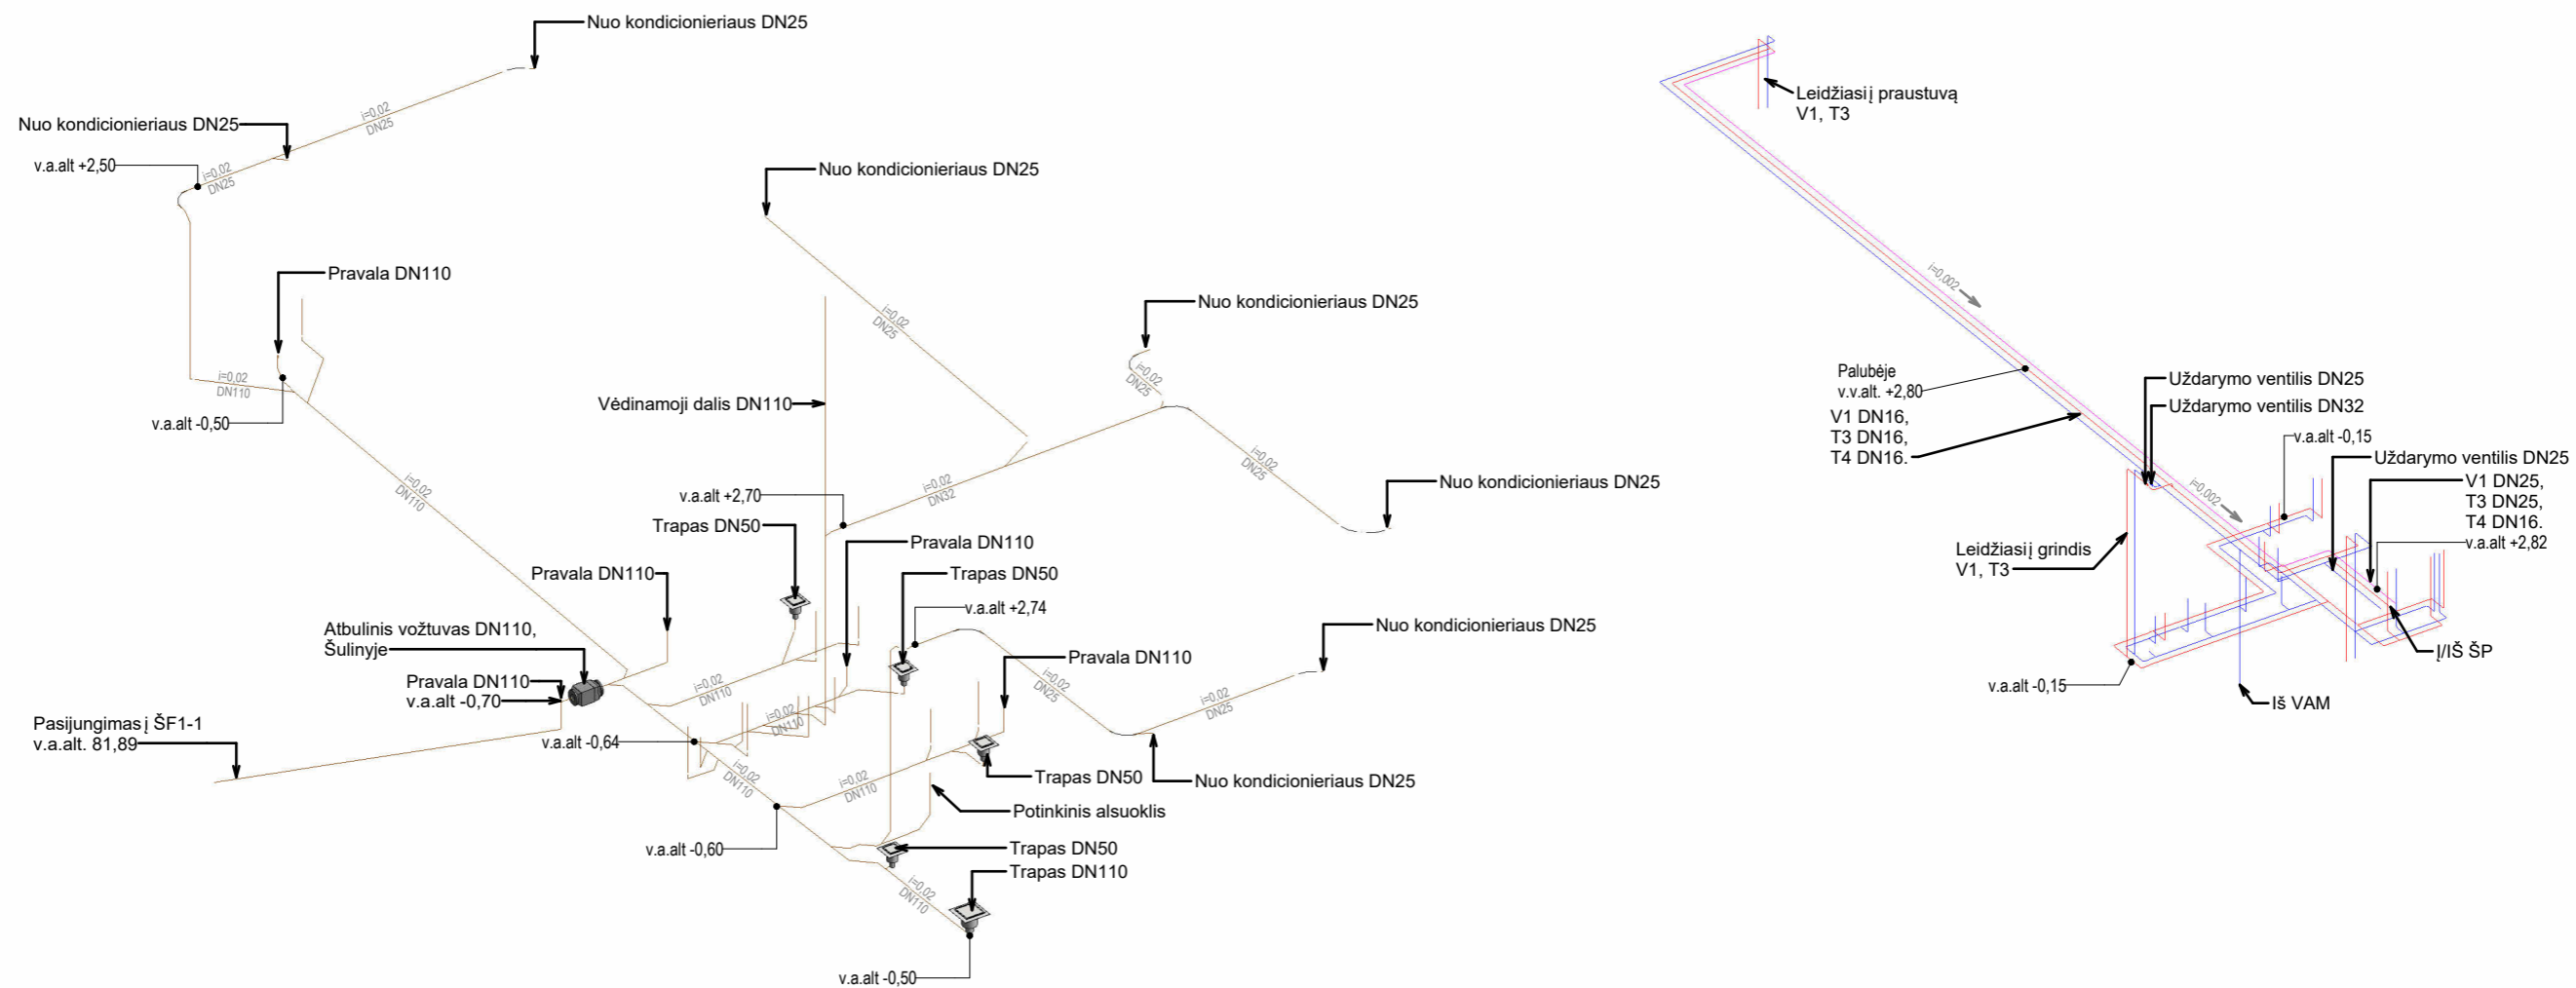 Nuo kondicionieriaus DN25
i=0,02
DN25
Nuo kondicionieriaus DN25
v.a.alt +2,50
i=0,02
DN25
Nuo kondicionieriaus DN25
Pravala DN110
i=0,02
DN25
Nuo kondicionieriaus DN25
i=0,02
DN110
i=0,02
DN25
Vėdinamoji dalis DN110
v.a.alt -0,50
i=0,02
DN25
Nuo kondicionieriaus DN25
i=0,02
DN110
v.a.alt +2,70
i=0,02
DN32
Trapas DN50
Pravala DN110
Pravala DN110
Trapas DN50
v.a.alt +2,74
Atbulinis vožtuvas DN110,
Šulinyje
Nuo kondicionieriaus DN25
Pravala DN110
Pravala DN110
v.a.alt -0,70
i=0,02
DN110
i=0,02
DN25
i=0,02
DN25
i=0,02
DN110
Pasijungimas į ŠF1-1
v.a.alt. 81,89
v.a.alt -0,64
i=0,02
DN110
i=0,02
DN110
Trapas DN50
Nuo kondicionieriaus DN25
Potinkinis alsuoklis
v.a.alt -0,60
Trapas DN50
Trapas DN110
i=0,02
DN110
v.a.alt -0,50
Leidžiasi į praustuvą
V1, T3
i=0,002
Palubėje
v.v.alt. +2,80
V1 DN16,
T3 DN16,
T4 DN16.
Uždarymo ventilis DN25
Uždarymo ventilis DN32
v.a.alt -0,15
Uždarymo ventilis DN25
i=0,002
V1 DN25,
T3 DN25,
T4 DN16.
v.a.alt +2,82
Leidžiasi į grindis
V1, T3
Į/IŠ ŠP
v.a.alt -0,15
Iš VAM